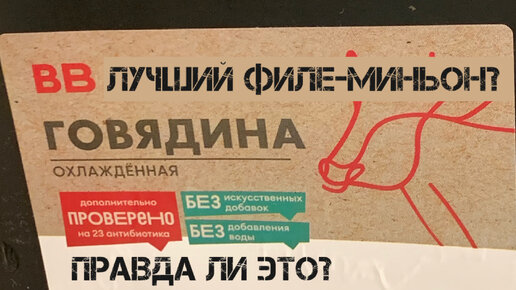 ВВ ЛУЧШИЙ ФИЛЕ-МИНЬОН?
ГОВЯДИНА
ОХЛАЖДЁННАЯ
дополнительно
ПРОВЕРЕНО
на 23 антибиотика
БЕЗ искусственных добавок
БЕЗ добавления воды
ПРАВДА ЛИ ЭТО?